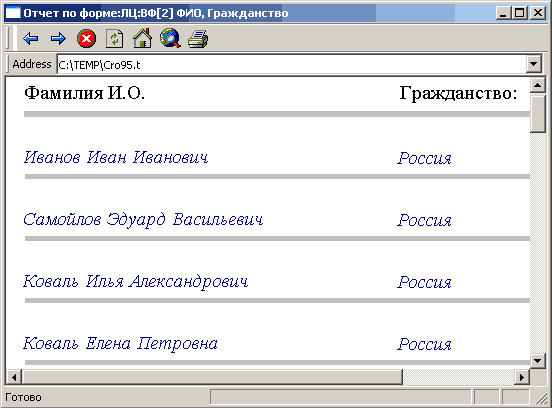 Отчет по форме:ЛЦ:ВФ[2] ФИО, Гражданство
Address C:\TEMP\Cro95.t
Фамилия И.О. Гражданство:
Иванов Иван Иванович Россия
Самойлов Эдуард Васильевич Россия
Коваль Илья Александрович Россия
Коваль Елена Петровна Россия
Готово